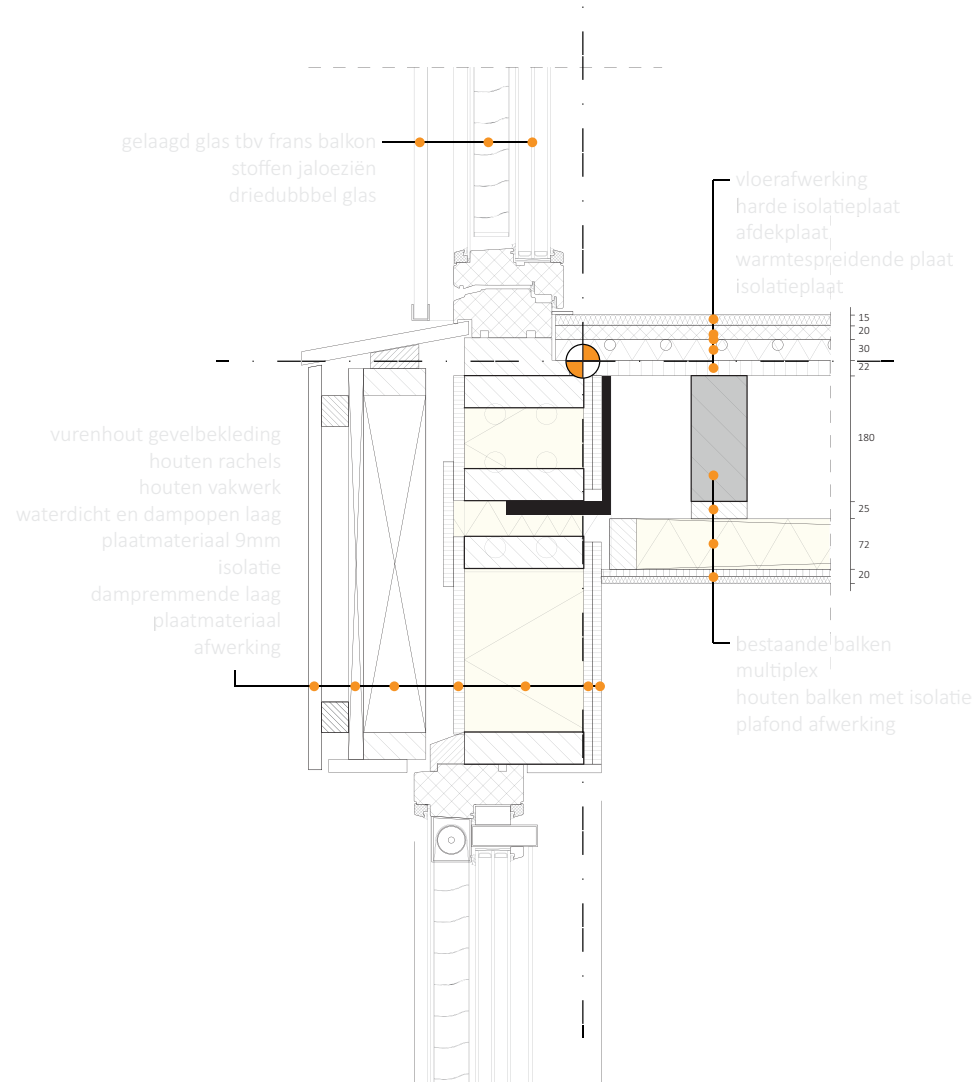 gelaagd glas tbv frans balkon
stoffen jaloeziën
driedubbbel glas
vloerafwerking
harde isolatieplaat
afdekplaat
warmtespreidende plaat
isolatieplaat
15
20
30
22
180
25
72
20
vurenhout gevelbekleding
houten rachels
houten vakwerk
waterdicht en dampopen laag
plaatmateriaal 9mm
isolatie
dampremmende laag
plaatmateriaal
afwerking
bestaande balken
multiplex
houten balken met isolatie
plafond afwerking